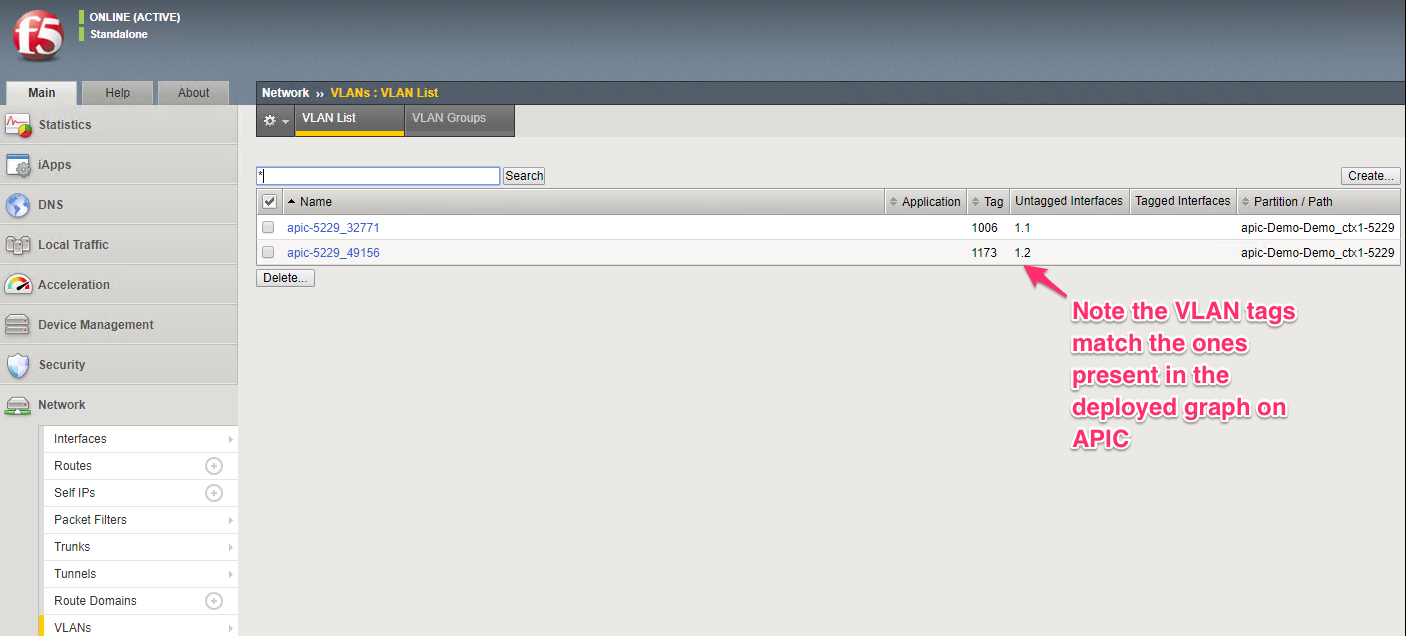 f5
ONLINE (ACTIVE)
Standalone
Main Help About
Network ›› VLANs : VLAN List
VLAN List VLAN Groups
Statistics
iApps
DNS
Local Traffic
Acceleration
Device Management
Security
Network
Interfaces
Routes
Self IPs
Packet Filters
Trunks
Tunnels
Route Domains
VLANs
* Search Create...
Name Application Tag Untagged Interfaces Tagged Interfaces Partition / Path
apic-5229_32771 1006 1.1 apic-Demo-Demo_ctx1-5229
apic-5229_49156 1173 1.2 apic-Demo-Demo_ctx1-5229
Delete...
Note the VLAN tags
match the ones
present in the
deployed graph on
APIC